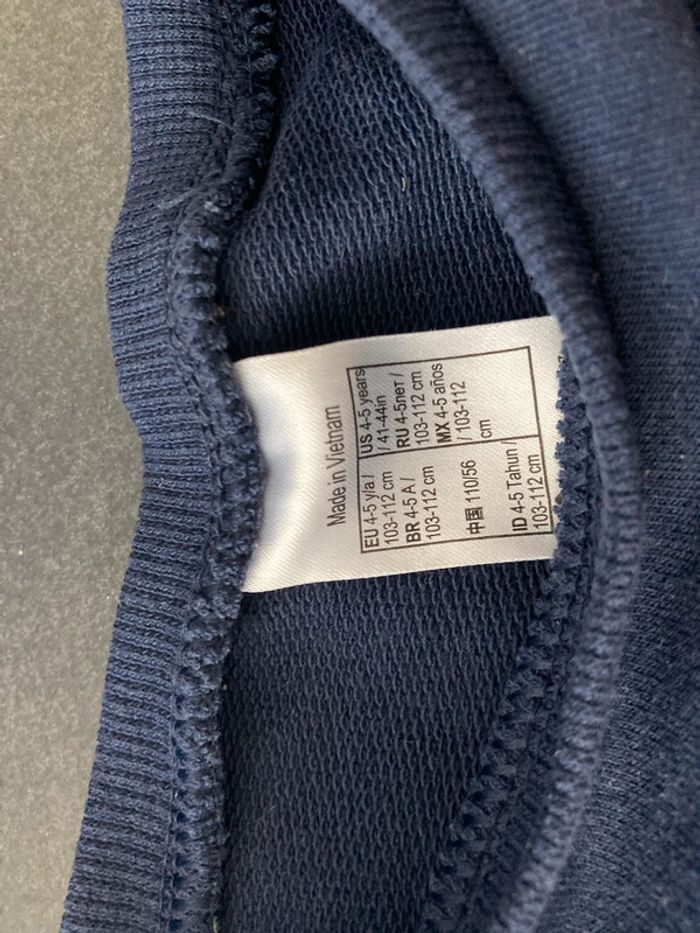 Made in Vietnam
EU 4-5 y/a /
103-112 cm
US 4-5 years
/ 41-44in
BR 4-5 A /
103-112 cm
RU 4-5лет /
103-112 cm
中国 110/56
MX 4-5 años
/ 103-112
cm
ID 4-5 Tahun /
103-112 cm